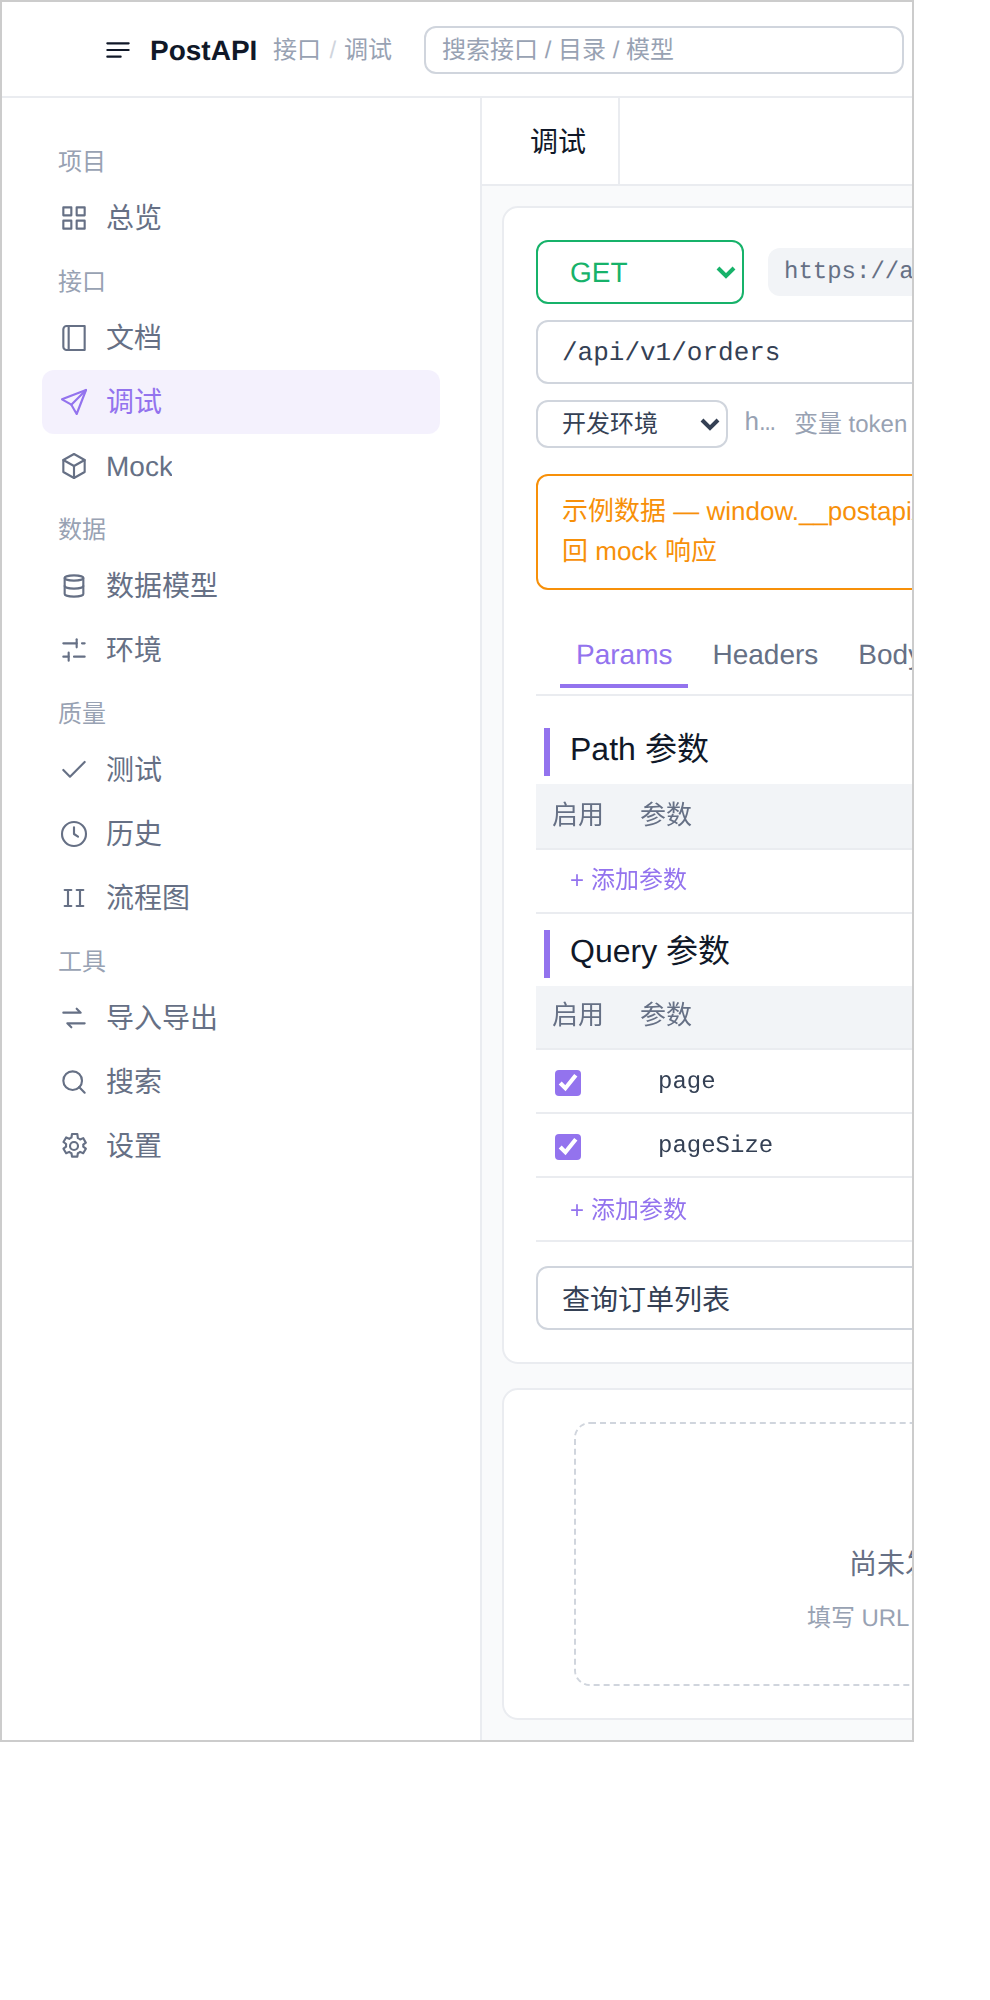 PostAPI 接口 / 调试 搜索接口 / 目录 / 模型
项目
总览
接口
文档
调试
Mock
数据
数据模型
环境
质量
测试
历史
流程图
工具
导入导出
搜索
设置
调试
GET https://a
/api/v1/orders
开发环境 h... 变量 token
示例数据 — window.__postapi
回 mock 响应
Params Headers Body
Path 参数
启用 参数
+ 添加参数
Query 参数
启用 参数
page
pageSize
+ 添加参数
查询订单列表
尚未
填写 URL